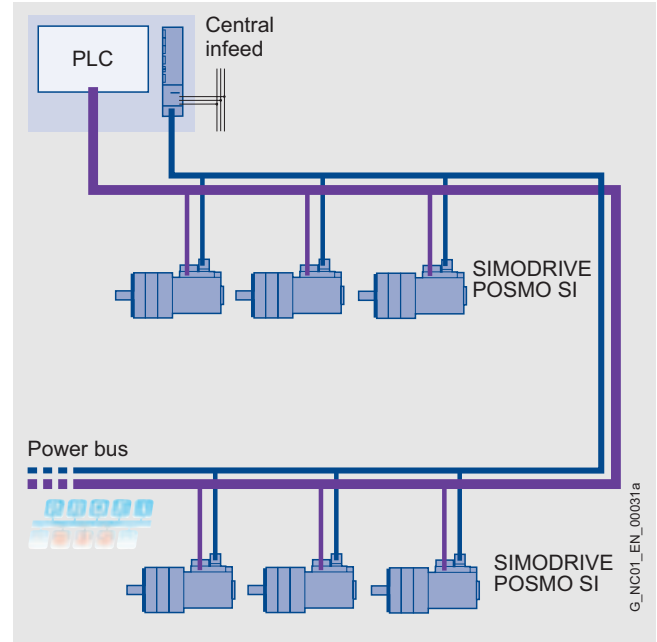 PLC
Central
infeed
SIMODRIVE
POSMO SI
Power bus
SIMODRIVE
POSMO SI
G_NC01_EN_00031a